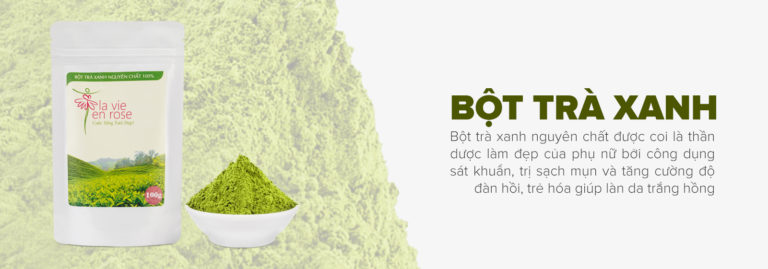 BỘT TRÀ XANH NGUYÊN CHẤT 100%
la vie
en rose
100g
BỘT TRÀ XANH
Bột trà xanh nguyên chất được coi là thần
dược làm đẹp của phụ nữ bởi công dụng
sát khuẩn, trị sạch mụn và tăng cường độ
đàn hồi, trẻ hóa giúp làn da trắng hồng